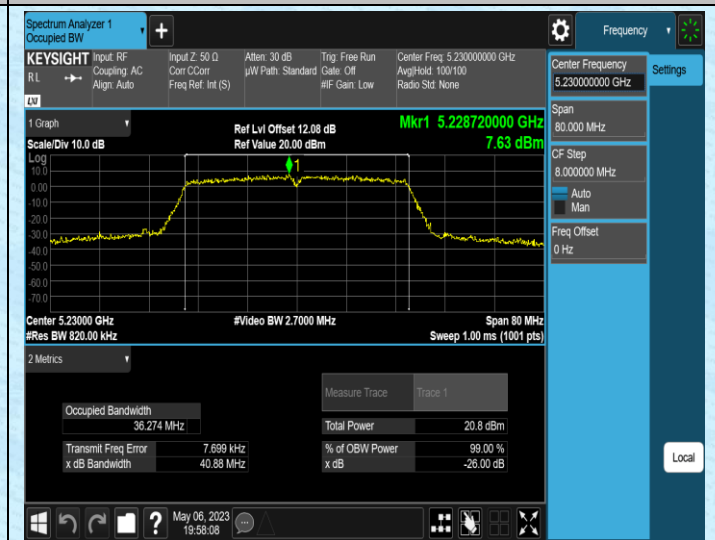 Spectrum Analyzer 1
Occupied BW
+
Frequency
KEYSIGHT
RL
LXI
Input: RF
Coupling: AC
Align: Auto
Input Z: 50 Ω
Corr CCorr
Freq Ref: Int (S)
Atten: 30 dB
µW Path: Standard
Trig: Free Run
Gate: Off
#IF Gain: Low
Center Freq: 5.230000000 GHz
Avg|Hold: 100/100
Radio Std: None
Center Frequency
5.230000000 GHz
Settings
Span
80.000 MHz
CF Step
8.000000 MHz
Auto
Man
Freq Offset
0 Hz
1 Graph
Scale/Div 10.0 dB
Ref Lvl Offset 12.08 dB
Ref Value 20.00 dBm
Mkr1 5.228720000 GHz
7.63 dBm
Log
10.0
0.00
-10.0
-20.0
-30.0
-40.0
-50.0
-60.0
-70.0
1
Center 5.23000 GHz
#Res BW 820.00 kHz
#Video BW 2.7000 MHz
Span 80 MHz
Sweep 1.00 ms (1001 pts)
2 Metrics
Measure Trace
Trace 1
Occupied Bandwidth
36.274 MHz
Total Power
20.8 dBm
Transmit Freq Error
7.699 kHz
% of OBW Power
99.00 %
x dB Bandwidth
40.88 MHz
x dB
-26.00 dB
Local
?
May 06, 2023
19:58:08